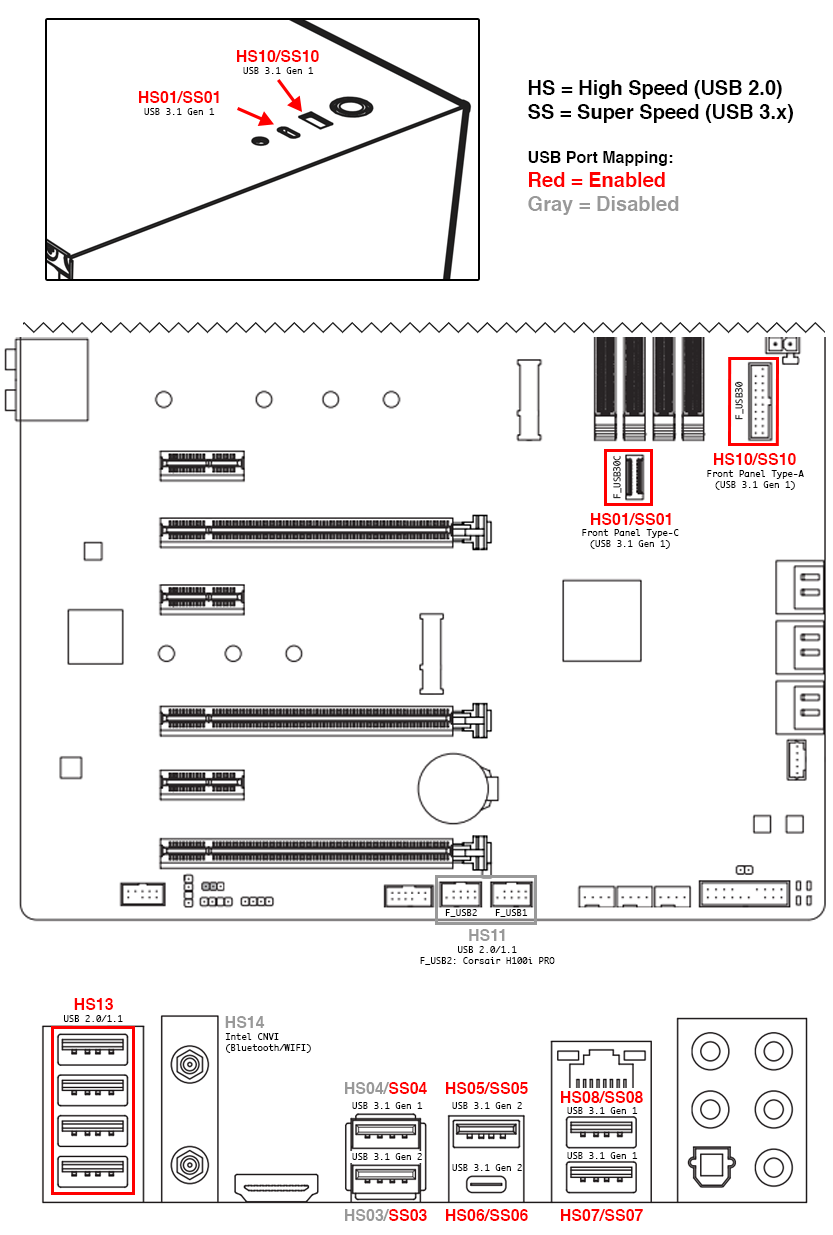 HS10/SS10
USB 3.1 Gen 1
HS01/SS01
USB 3.1 Gen 1
HS = High Speed (USB 2.0)
SS = Super Speed (USB 3.x)
USB Port Mapping:
Red = Enabled
Gray = Disabled
F_USB30
HS10/SS10
Front Panel Type-A
(USB 3.1 Gen 1)
F_USB30C
HS01/SS01
Front Panel Type-C
(USB 3.1 Gen 1)
F_USB2
F_USB1
HS11
USB 2.0/1.1
F_USB2: Corsair H100i PRO
HS13
USB 2.0/1.1
HS14
Intel CNVI
(Bluetooth/WIFI)
HS04/SS04
USB 3.1 Gen 1
USB 3.1 Gen 2
HS03/SS03
HS05/SS05
USB 3.1 Gen 2
USB 3.1 Gen 2
HS06/SS06
HS08/SS08
USB 3.1 Gen 1
USB 3.1 Gen 1
HS07/SS07